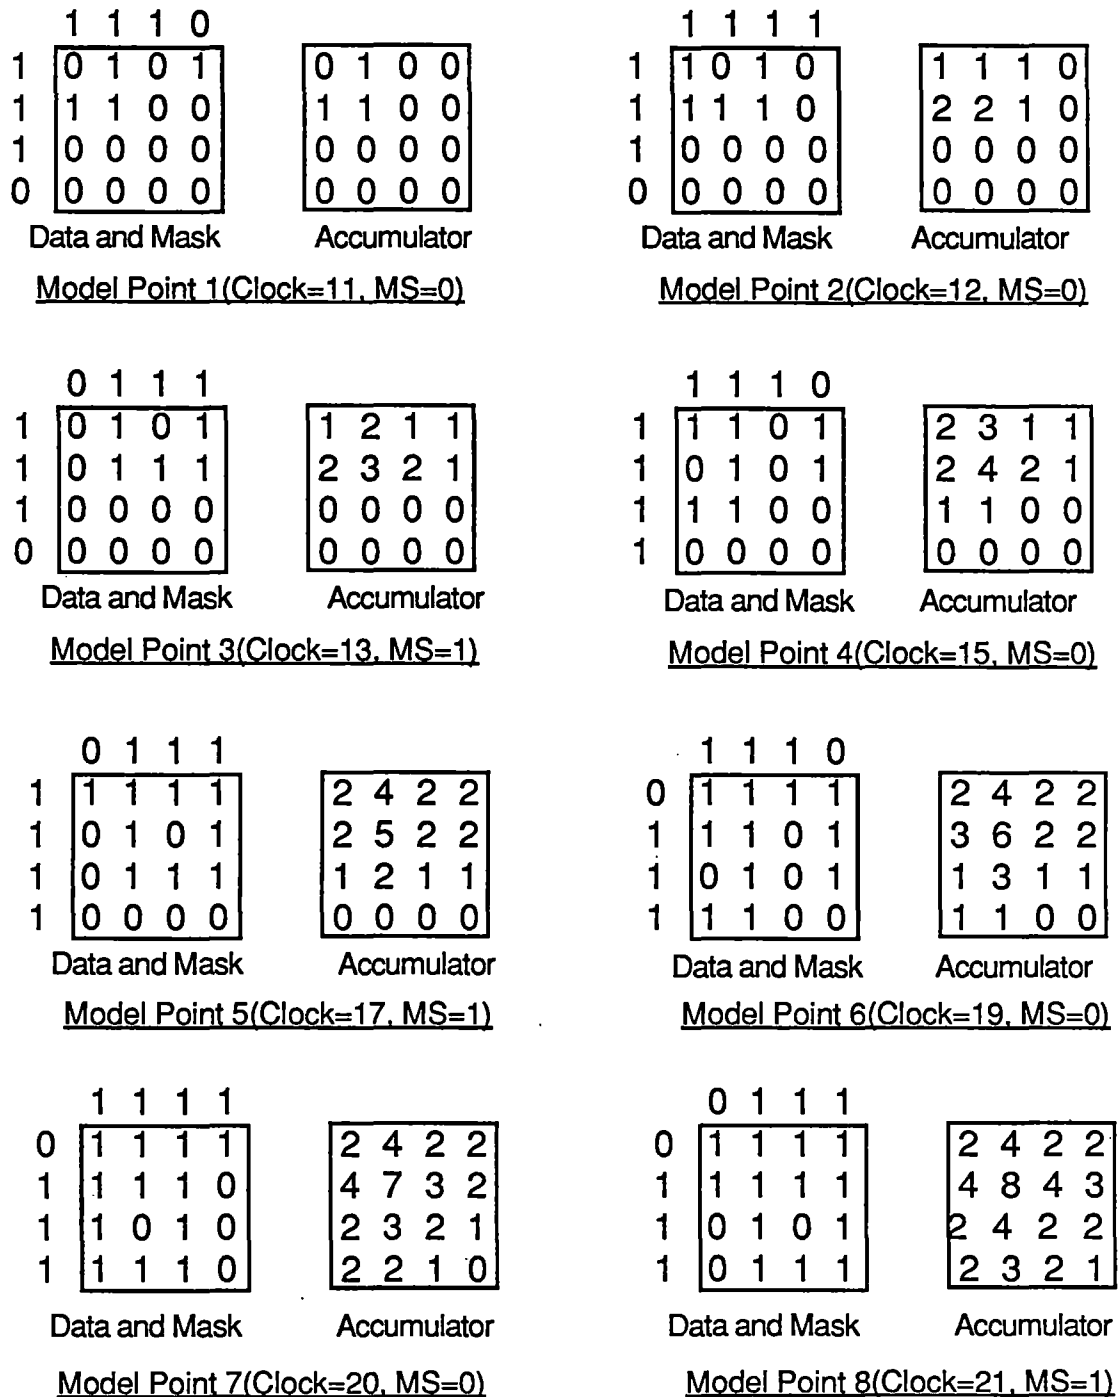 1 1 1 0
1 0 1 0 1 0 1 0 0
1 1 1 0 0 1 1 0 0
1 0 0 0 0 0 0 0 0
0 0 0 0 0 0 0 0 0
Data and Mask Accumulator
Model Point 1(Clock=11, MS=0)
1 1 1 1
1 1 0 1 0 1 1 1 0
1 1 1 1 0 2 2 1 0
1 0 0 0 0 0 0 0 0
0 0 0 0 0 0 0 0 0
Data and Mask Accumulator
Model Point 2(Clock=12, MS=0)
0 1 1 1
1 0 1 0 1 1 2 1 1
1 0 1 1 1 2 3 2 1
1 0 0 0 0 0 0 0 0
0 0 0 0 0 0 0 0 0
Data and Mask Accumulator
Model Point 3(Clock=13, MS=1)
1 1 1 0
1 1 1 0 1 2 3 1 1
1 0 1 0 1 2 4 2 1
1 1 1 0 0 1 1 0 0
1 0 0 0 0 0 0 0 0
Data and Mask Accumulator
Model Point 4(Clock=15, MS=0)
0 1 1 1
1 1 1 1 1 2 4 2 2
1 0 1 0 1 2 5 2 2
1 0 1 1 1 1 2 1 1
1 0 0 0 0 0 0 0 0
Data and Mask Accumulator
Model Point 5(Clock=17, MS=1)
1 1 1 0
0 1 1 1 1 2 4 2 2
1 1 1 0 1 3 6 2 2
1 0 1 0 1 1 3 1 1
1 1 1 0 0 1 1 0 0
Data and Mask Accumulator
Model Point 6(Clock=19, MS=0)
1 1 1 1
0 1 1 1 1 2 4 2 2
1 1 1 1 0 4 7 3 2
1 1 0 1 0 2 3 2 1
1 1 1 1 0 2 2 1 0
Data and Mask Accumulator
Model Point 7(Clock=20, MS=0)
0 1 1 1
0 1 1 1 1 2 4 2 2
1 1 1 1 1 4 8 4 3
1 0 1 0 1 2 4 2 2
1 0 1 1 1 2 3 2 1
Data and Mask Accumulator
Model Point 8(Clock=21, MS=1)